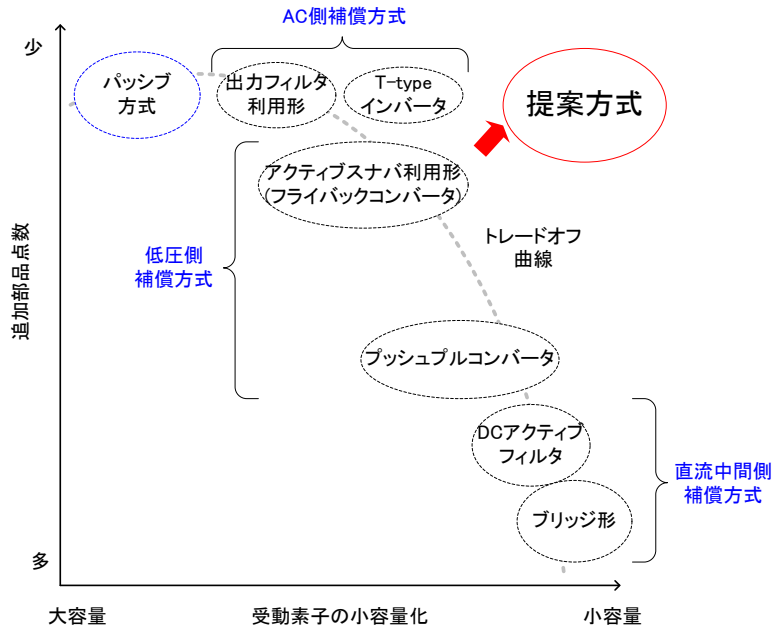 AC側補償方式
少
パッシブ
方式
出力フィルタ
利用形
T-type
インバータ
提案方式
アクティブスナバ利用形
(フライバックコンバータ)
低圧側
補償方式
トレードオフ
曲線
追加部品点数
プッシュプルコンバータ
DCアクティブ
フィルタ
直流中間側
補償方式
ブリッジ形
多
大容量
受動素子の小容量化
小容量